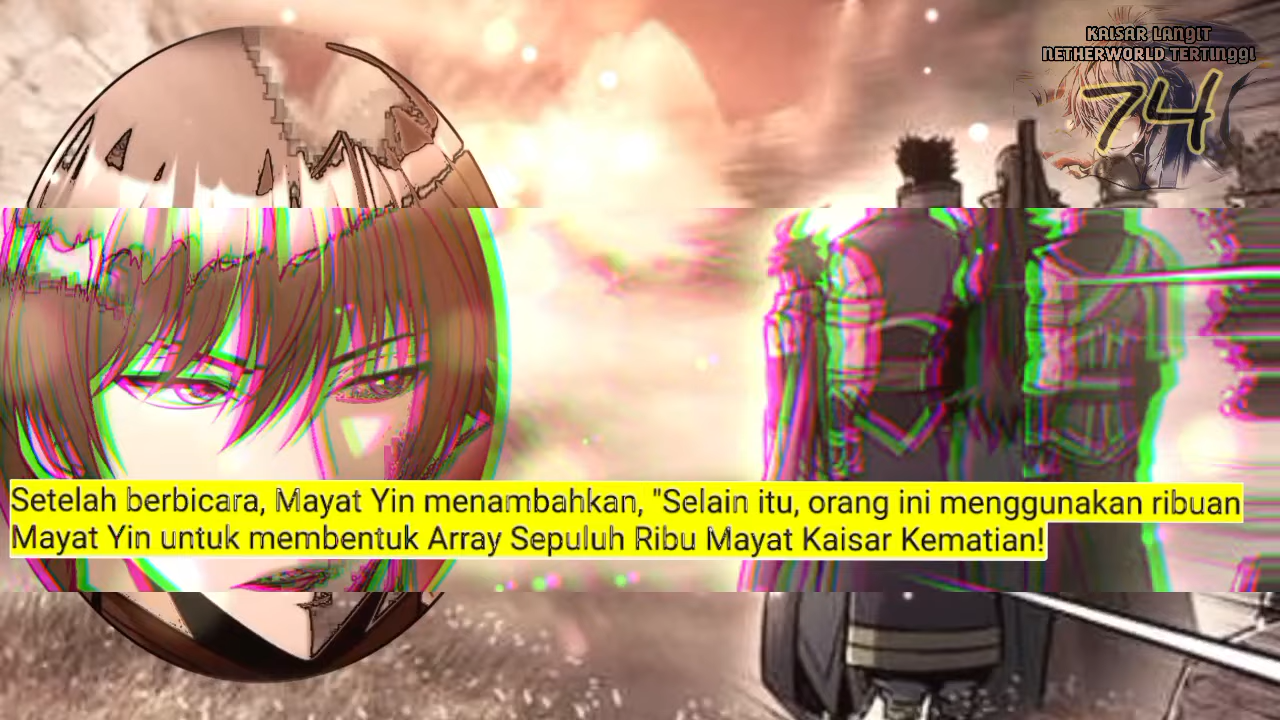 KAISAR LANGIT
NETHERWORLD TERTINGGI
74
Setelah berbicara, Mayat Yin menambahkan, "Selain itu, orang ini menggunakan ribuan
Mayat Yin untuk membentuk Array Sepuluh Ribu Mayat Kaisar Kematian!